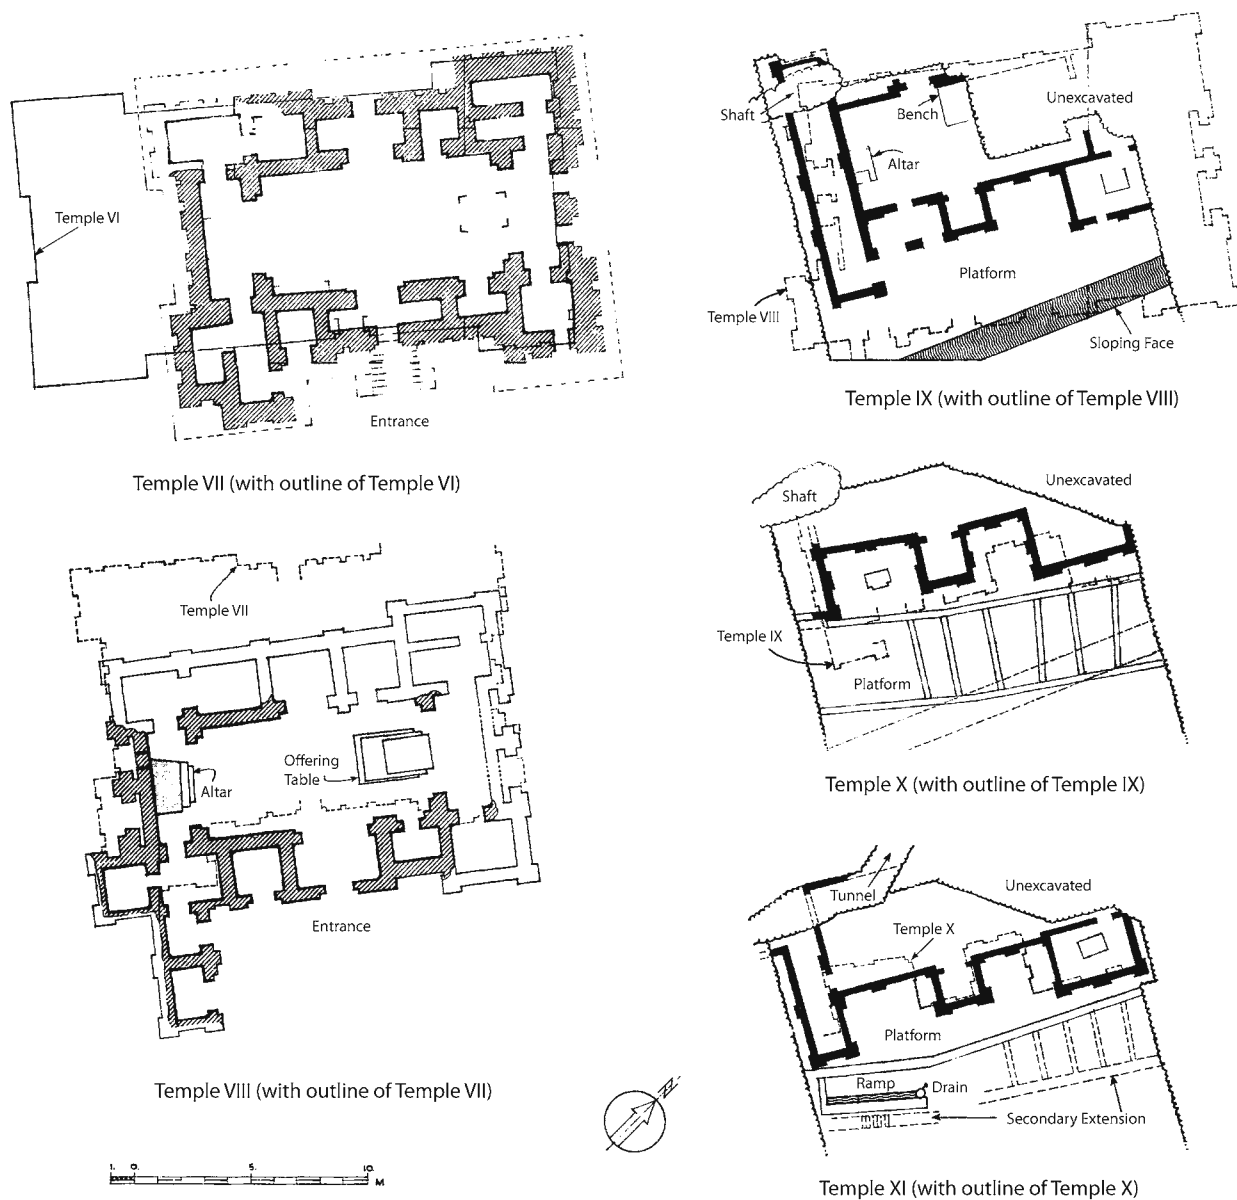 Temple VI
Entrance
Temple VII (with outline of Temple VI)
Shaft
Bench
Unexcavated
Altar
Platform
Temple VIII
Sloping Face
Temple IX (with outline of Temple VIII)
Shaft
Unexcavated
Temple IX
Platform
Temple X (with outline of Temple IX)
Temple VII
Offering
Table
Altar
Entrance
Temple VIII (with outline of Temple VII)
Tunnel
Unexcavated
Temple X
Platform
Ramp
Drain
Secondary Extension
Temple XI (with outline of Temple X)
N
1. 0. 5. 10.
M